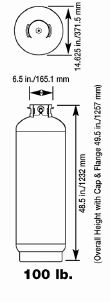 14.625 in./371.5 mm
6.5 in./165.1 mm
48.5 in./1232 mm
(Overall Height with Cap & Flange 49.5 in./1257 mm)
100 lb.